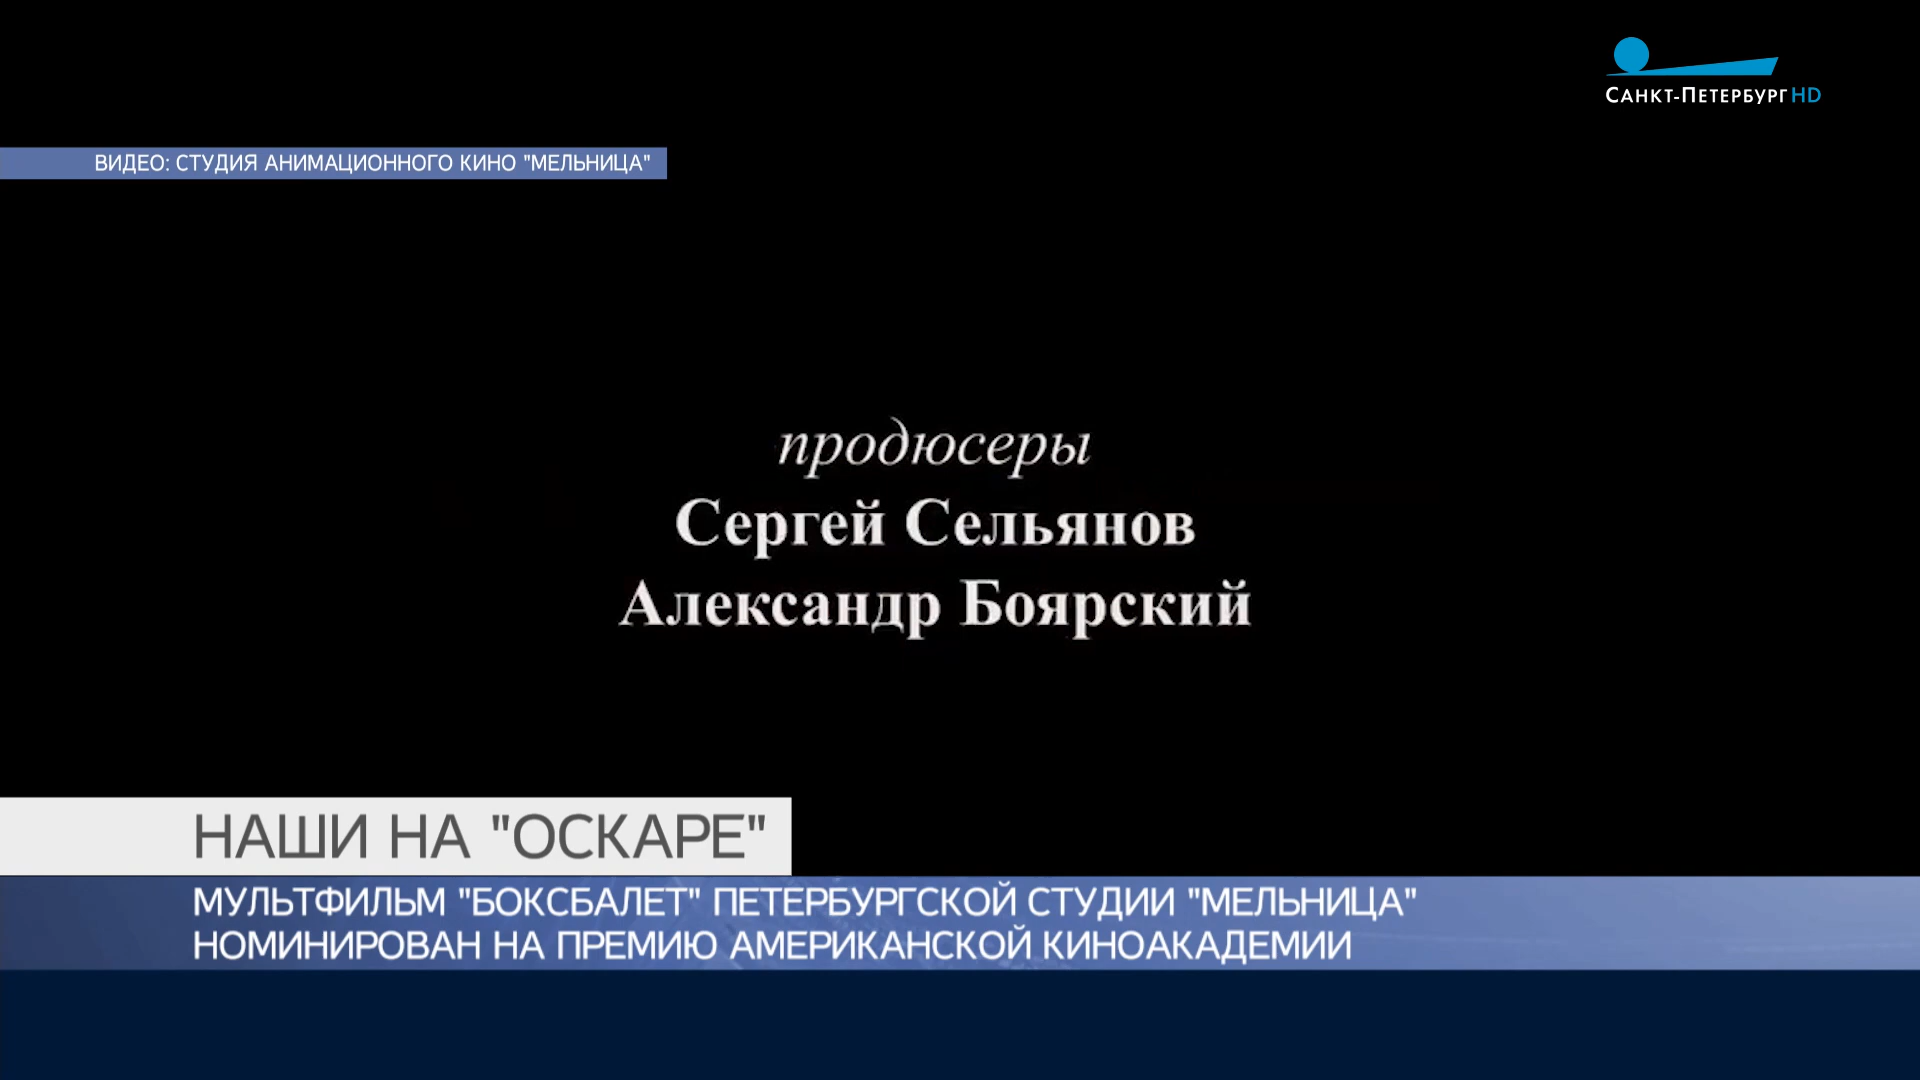 САНКТ-ПЕТЕРБУРГ HD
ВИДЕО: СТУДИЯ АНИМАЦИОННОГО КИНО "МЕЛЬНИЦА"
продюсеры
Сергей Сельянов
Александр Боярский
НАШИ НА "ОСКАРЕ"
МУЛЬТФИЛЬМ "БОКСБАЛЕТ" ПЕТЕРБУРГСКОЙ СТУДИИ "МЕЛЬНИЦА"
НОМИНИРОВАН НА ПРЕМИЮ АМЕРИКАНСКОЙ КИНОАКАДЕМИИ